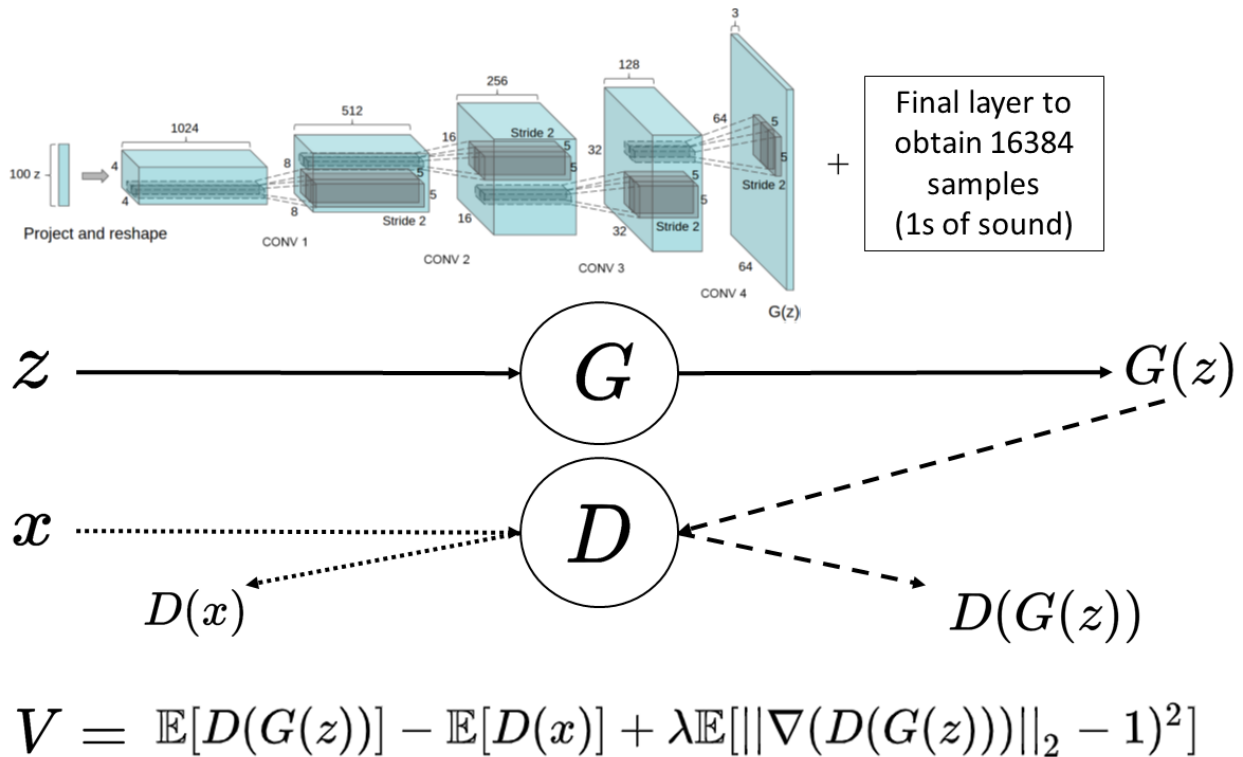 1024
512
256
128
3
100 z
4
4
Project and reshape
8
8
5
5
Stride 2
CONV 1
16
16
Stride 2
5
5
CONV 2
32
32
5
5
Stride 2
CONV 3
64
64
5
5
Stride 2
CONV 4
G(z)
+
Final layer to
obtain 16384
samples
(1s of sound)
z
G
G(z)
x
D
D(x)
D(G(z))
V = 𝔼[D(G(z))] − 𝔼[D(x)] + λ𝔼[||∇(D(G(z)))||₂ − 1)²]